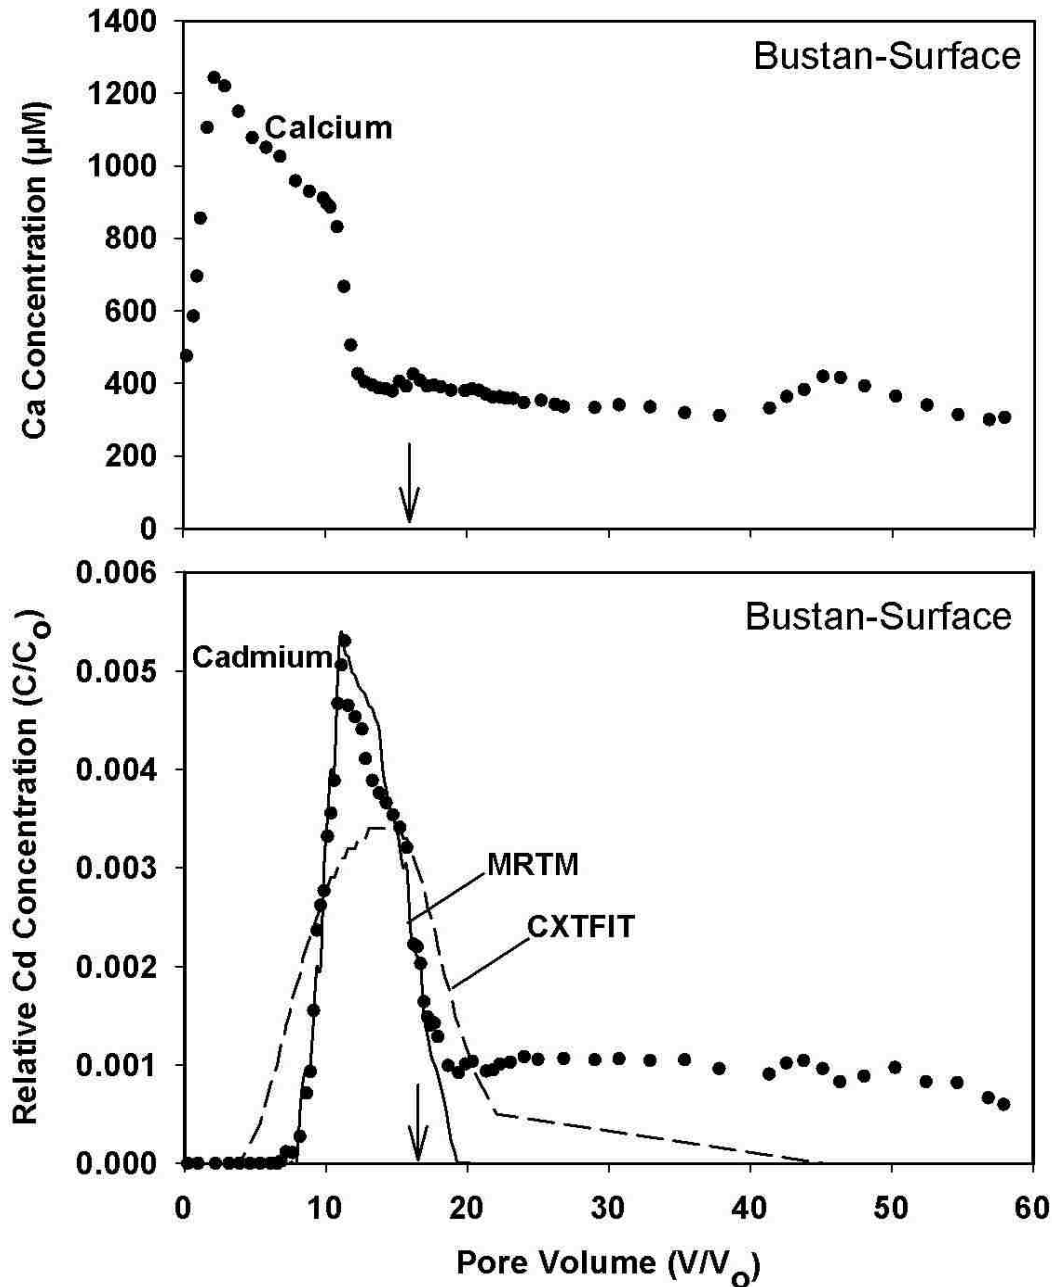 Bustan-Surface
Calcium
Ca Concentration (µM)
1400
1200
1000
800
600
400
200
0
Bustan-Surface
Cadmium
MRTM
CXTFIT
Relative Cd Concentration (C/Co)
0.006
0.005
0.004
0.003
0.002
0.001
0.000
0 10 20 30 40 50 60
Pore Volume (V/Vo)